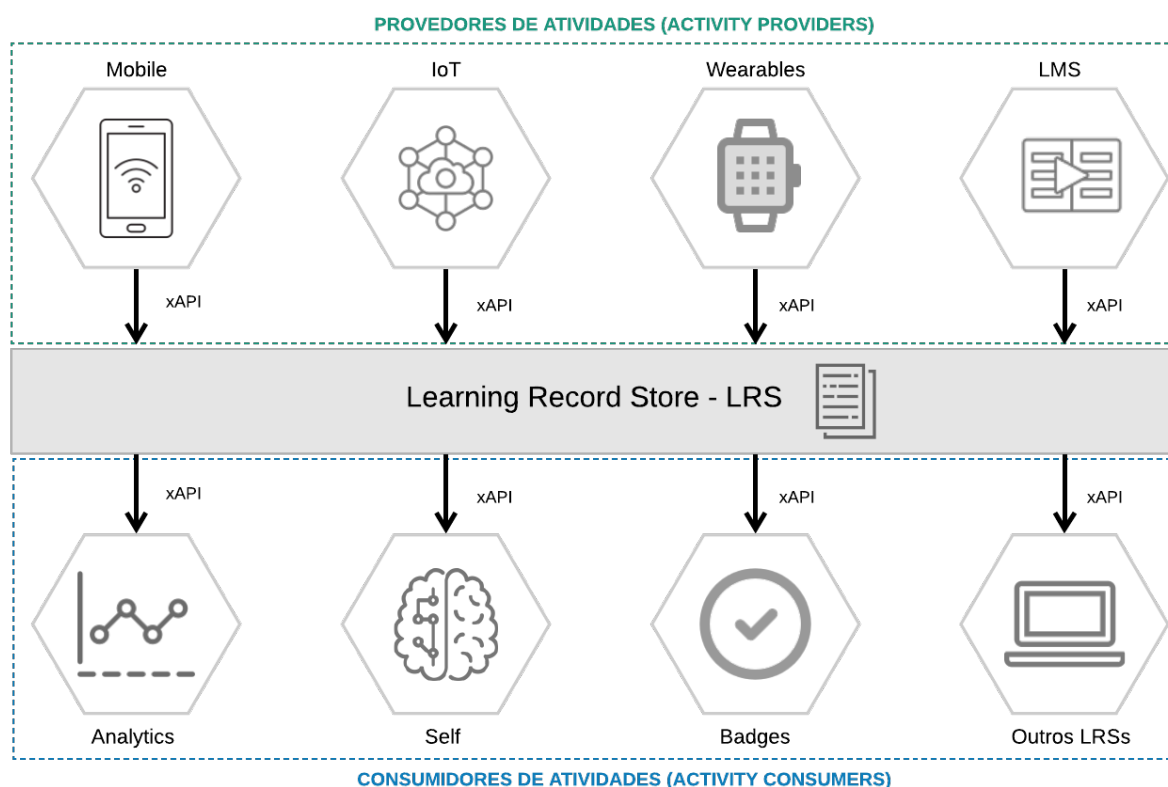 PROVEDORES DE ATIVIDADES (ACTIVITY PROVIDERS)
Mobile
IoT
Wearables
LMS
xAPI
xAPI
xAPI
xAPI
Learning Record Store - LRS
xAPI
xAPI
xAPI
xAPI
Analytics
Self
Badges
Outros LRSs
CONSUMIDORES DE ATIVIDADES (ACTIVITY CONSUMERS)